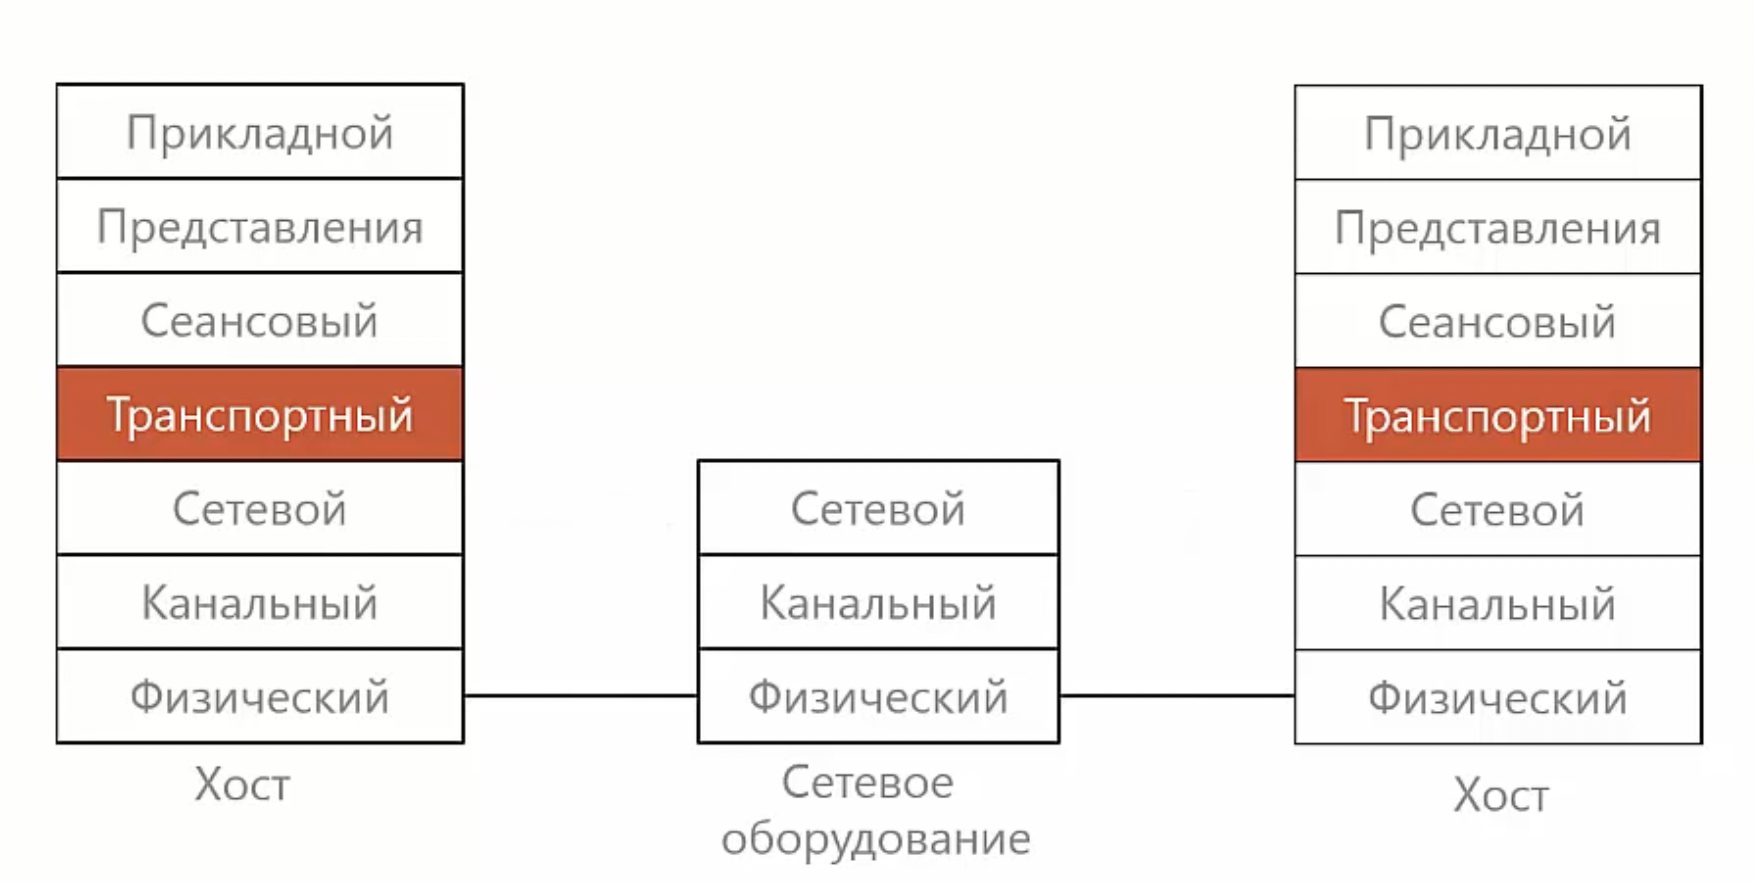 Прикладной
Представления
Сеансовый
Транспортный
Сетевой
Канальный
Физический
Хост
Сетевой
Канальный
Физический
Сетевое
оборудование
Прикладной
Представления
Сеансовый
Транспортный
Сетевой
Канальный
Физический
Хост